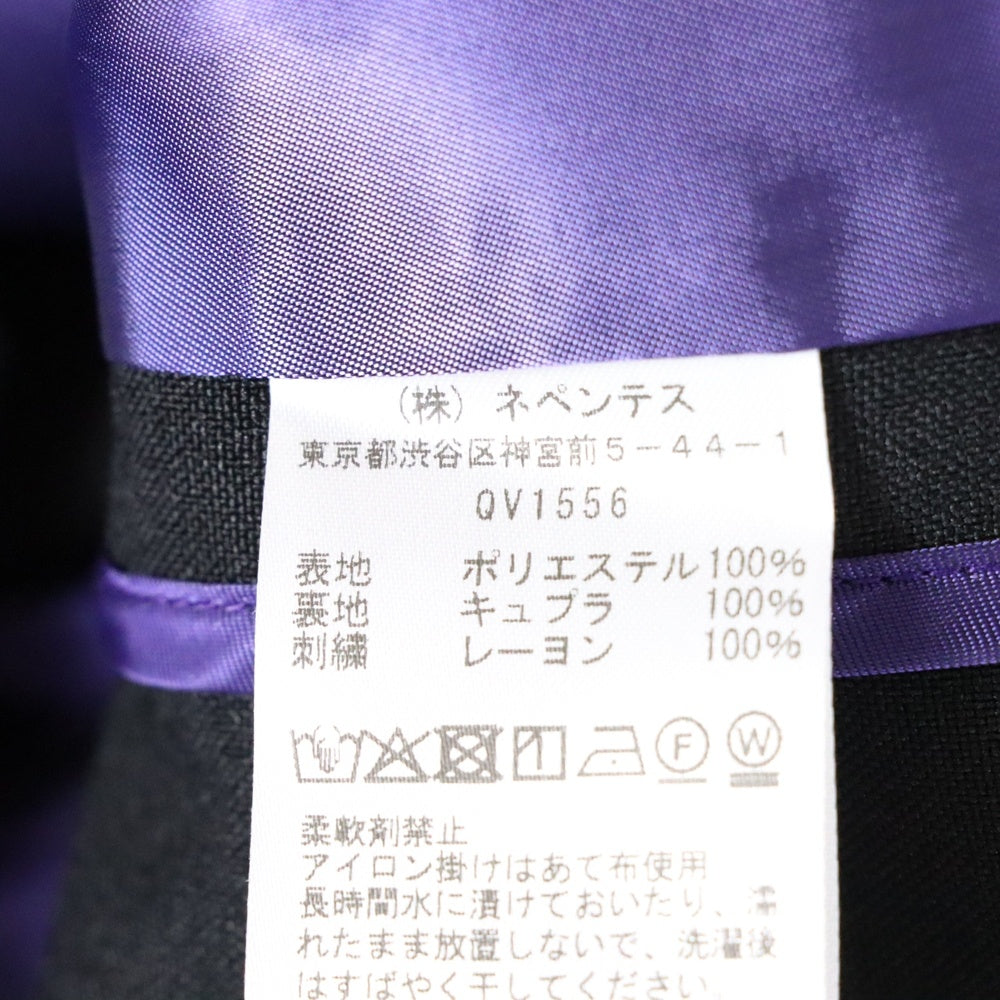 (株) ネペンテス
東京都渋谷区神宮前5-44-1
QV1556
表地 ポリエステル100%
裏地 キュプラ 100%
刺繍 レーヨン 100%
F W
柔軟剤禁止
アイロン掛けはあて布使用
長時間水に漬けておいたり、濡
れたまま放置しないで、洗濯後
はすばやく干してください。